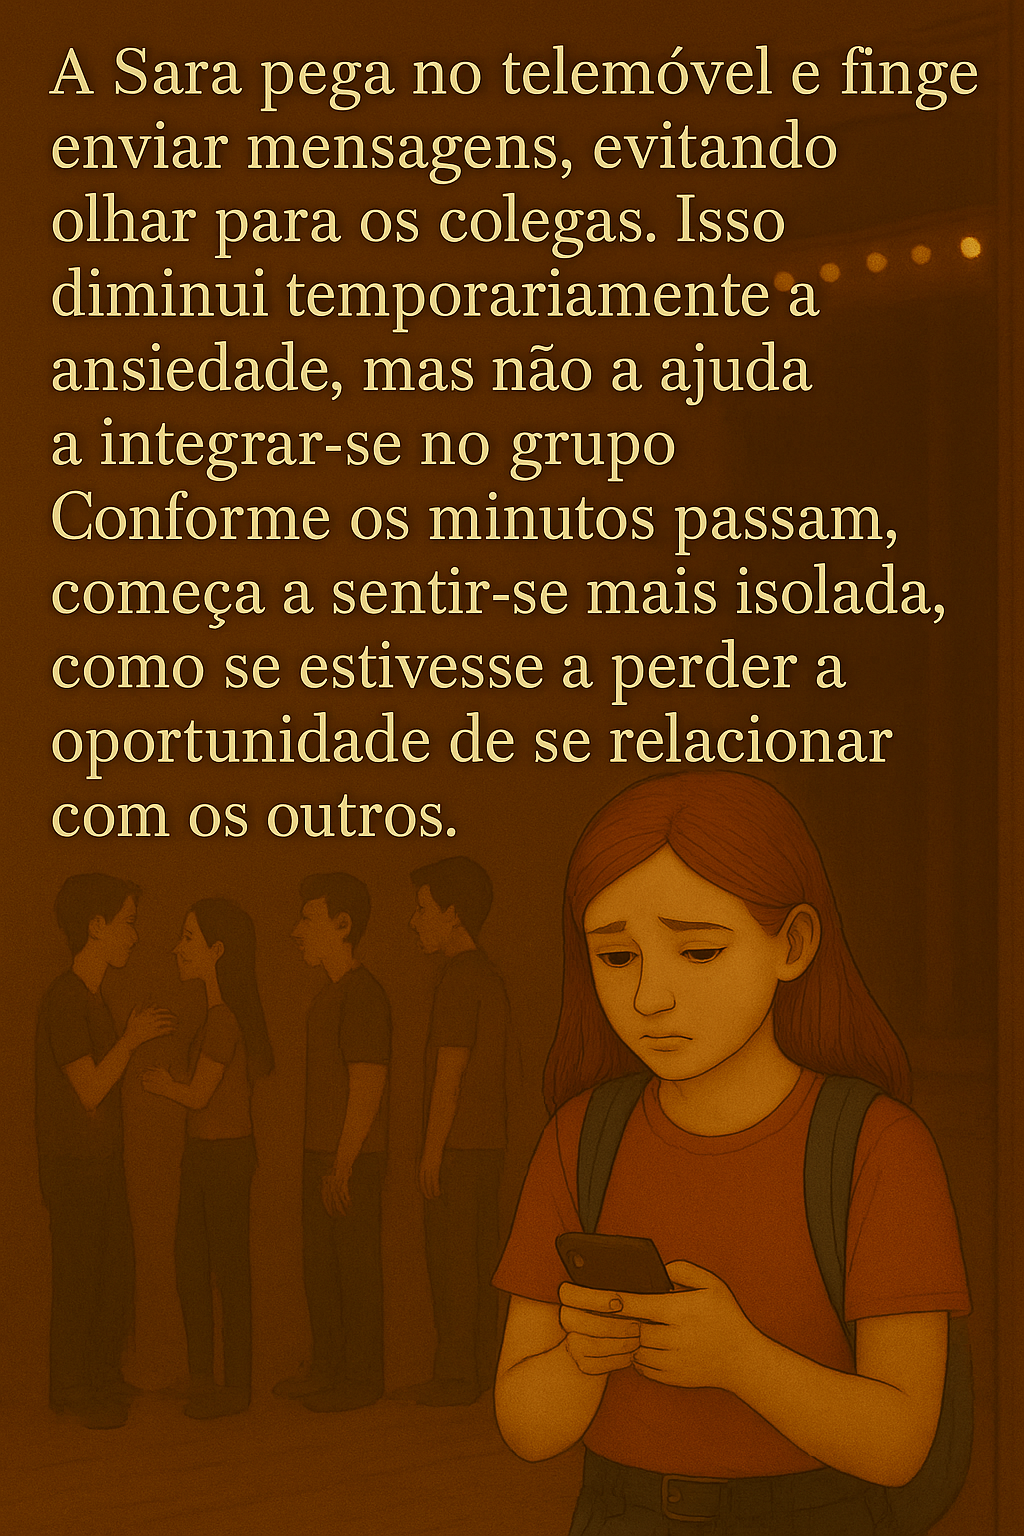 A Sara pega no telemóvel e finge
enviar mensagens, evitando
olhar para os colegas. Isso
diminui temporariamente a
ansiedade, mas não a ajuda
a integrar-se no grupo
Conforme os minutos passam,
começa a sentir-se mais isolada,
como se estivesse a perder a
oportunidade de se relacionar
com os outros.